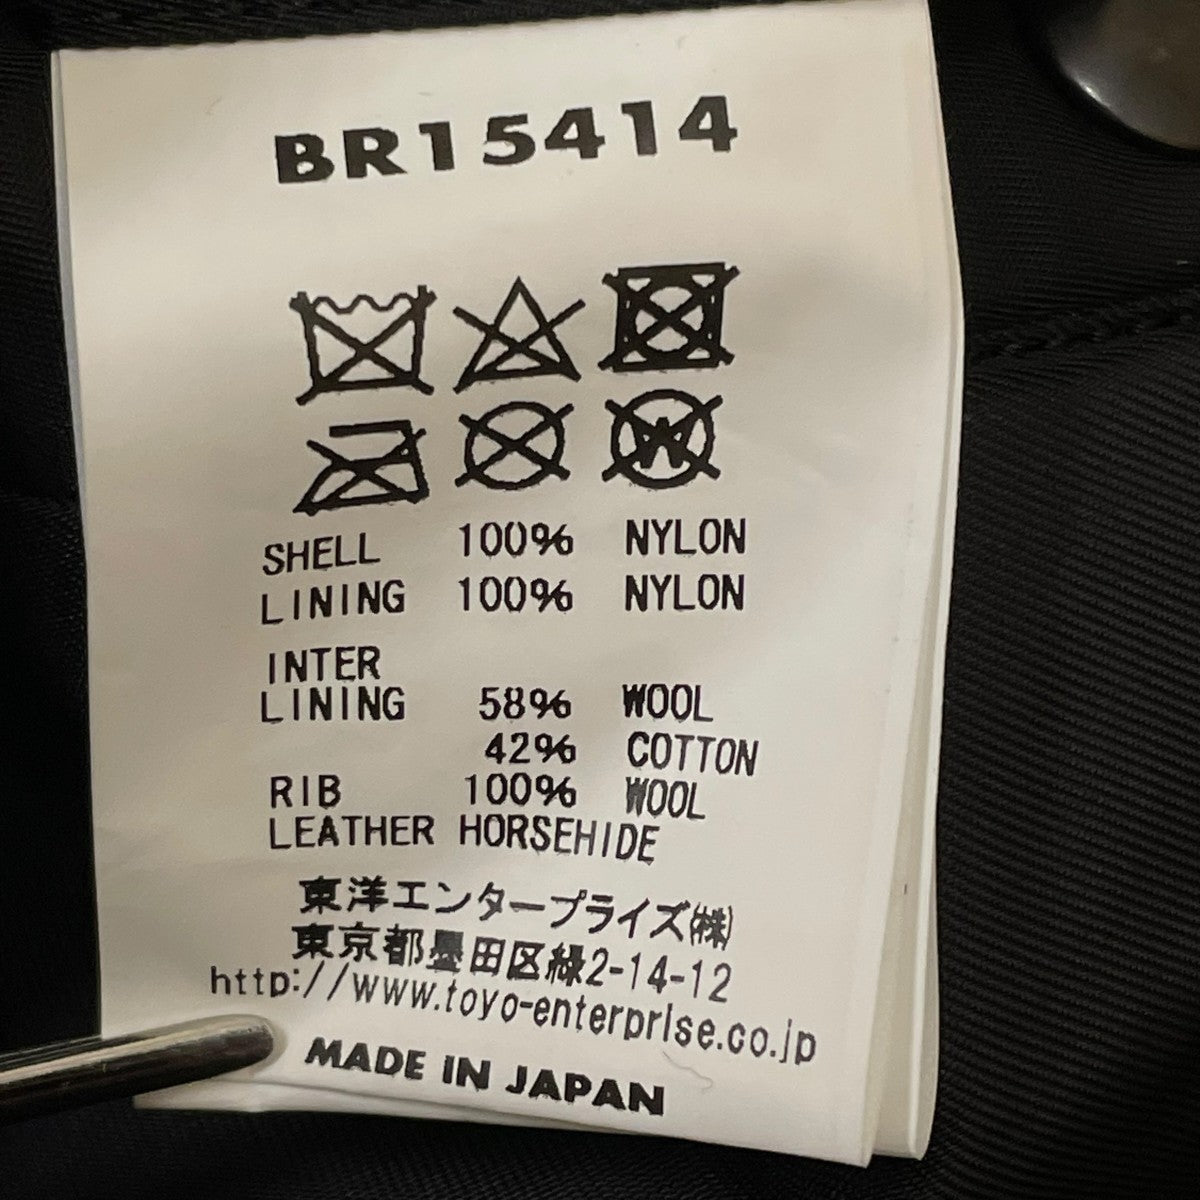 BR15414
W
SHELL 100% NYLON
LINING 100% NYLON
INTER
LINING 58% WOOL
42% COTTON
RIB 100% WOOL
LEATHER HORSEHIDE
東洋エンタープライズ㈱
東京都墨田区緑2-14-12
http://www.toyo-enterprise.co.jp
MADE IN JAPAN